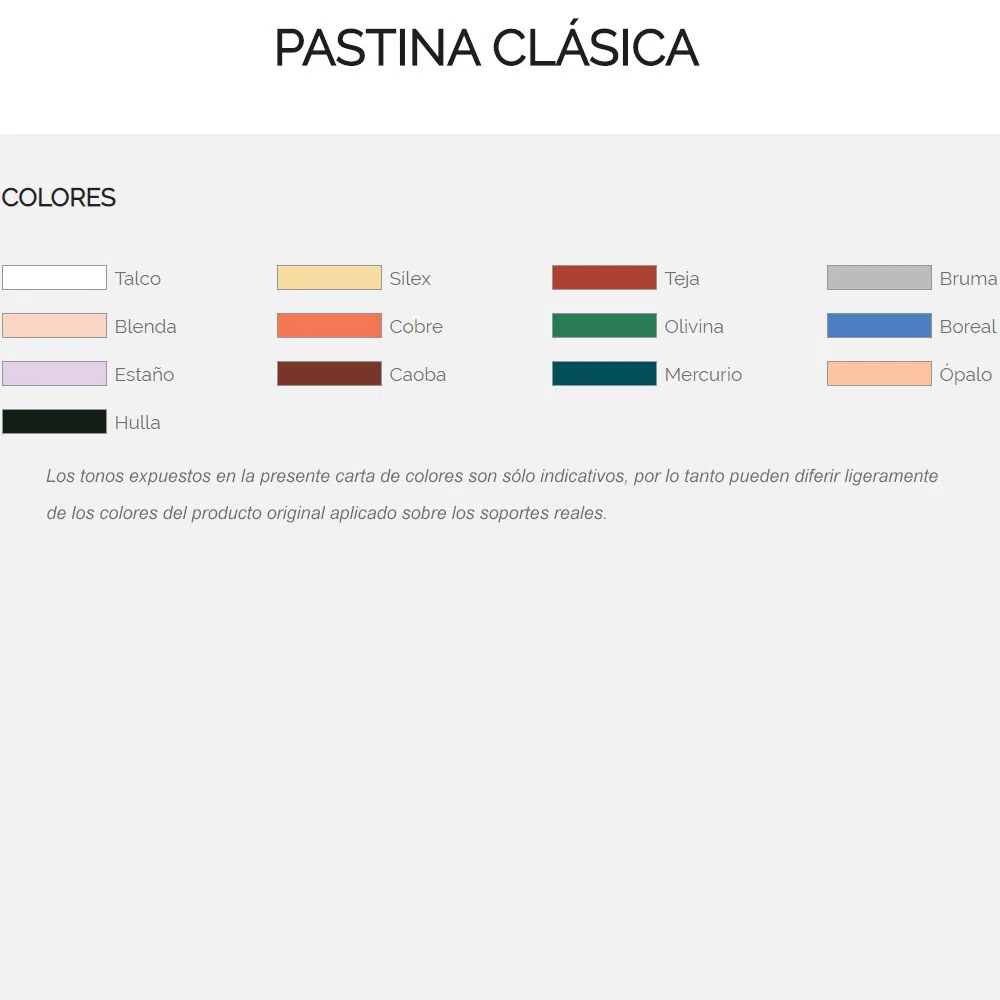 PASTINA CLÁSICA
COLORES
Talco Sílex Teja Bruma
Blenda Cobre Olivina Boreal
Estaño Caoba Mercurio Ópalo
Hulla
Los tonos expuestos en la presente carta de colores son sólo indicativos, por lo tanto pueden diferir ligeramente
de los colores del producto original aplicado sobre los soportes reales.